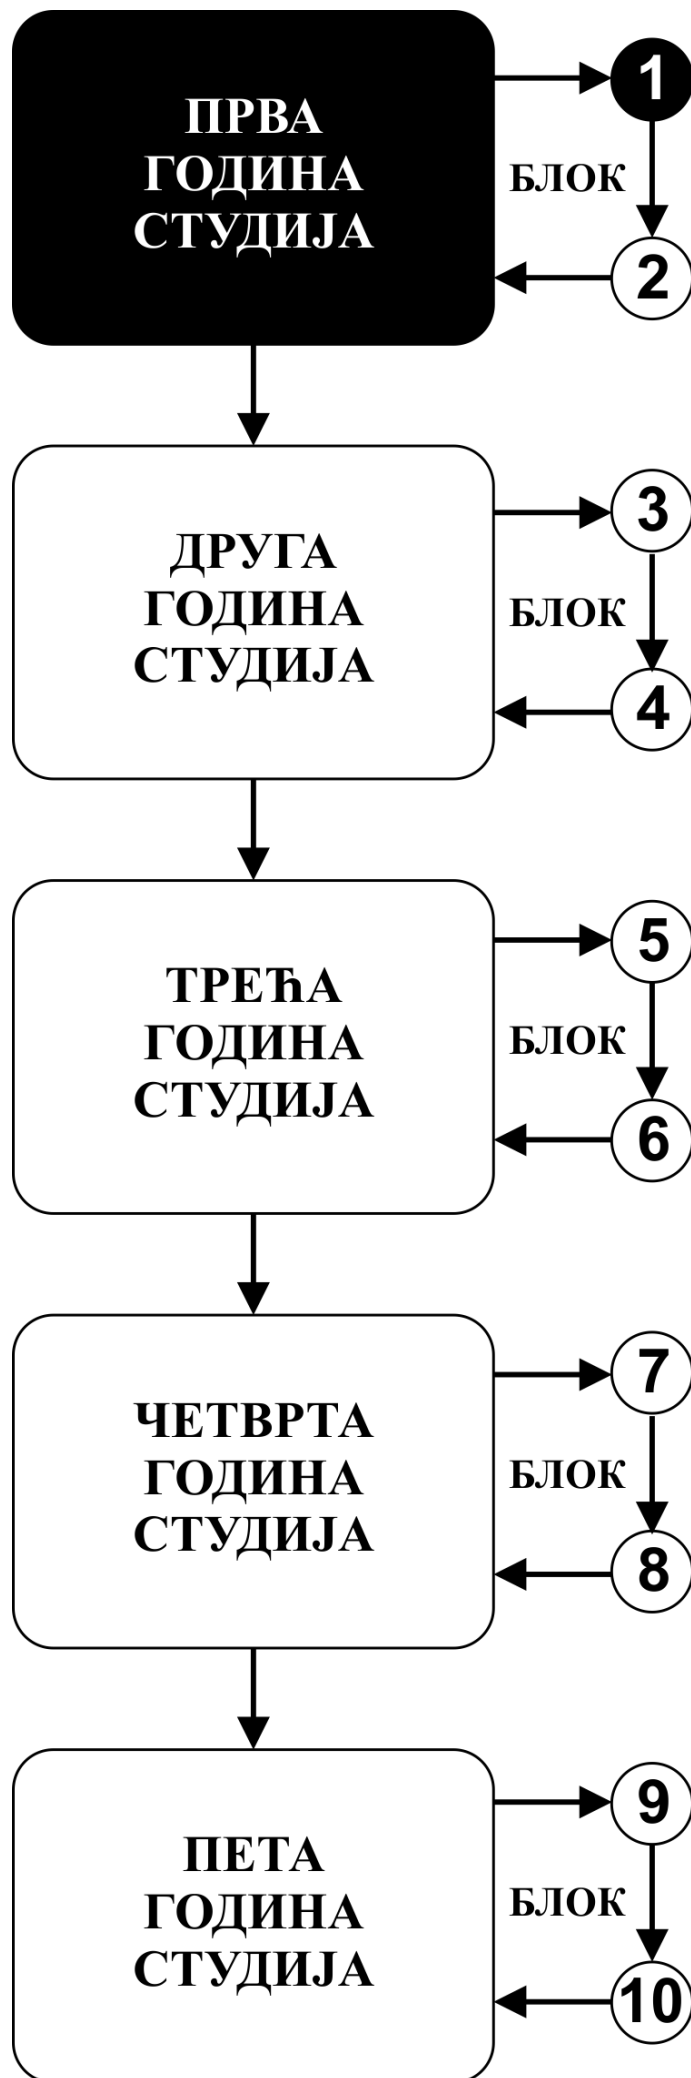 ПРВА
ГОДИНА
СТУДИЈА
1
БЛОК
2
ДРУГА
ГОДИНА
СТУДИЈА
3
БЛОК
4
ТРЕЋА
ГОДИНА
СТУДИЈА
5
БЛОК
6
ЧЕТВРТА
ГОДИНА
СТУДИЈА
7
БЛОК
8
ПЕТА
ГОДИНА
СТУДИЈА
9
БЛОК
10